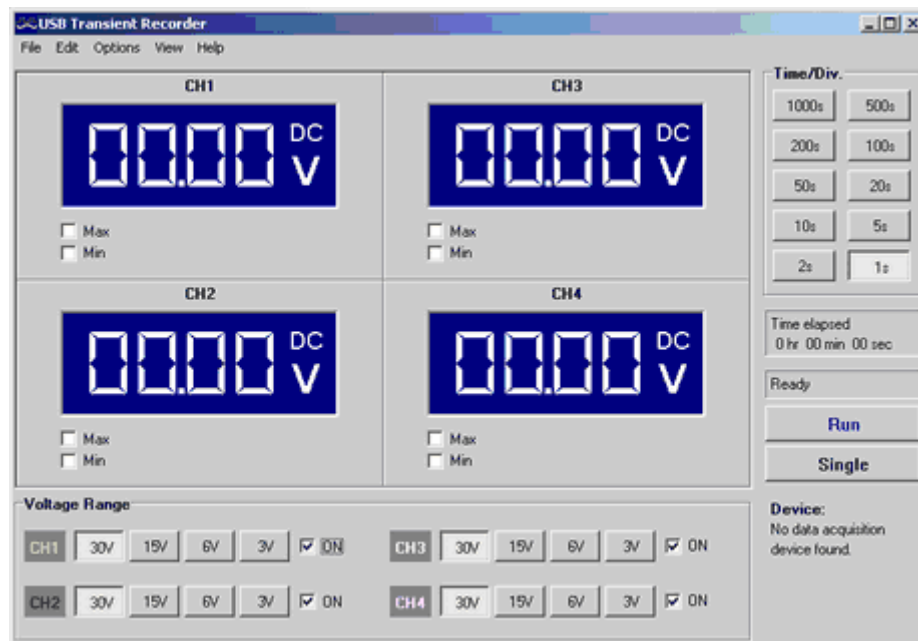 USB Transient Recorder
File Edit Options View Help
CH1
00.00 DC V
Max
Min
CH3
00.00 DC V
Max
Min
CH2
00.00 DC V
Max
Min
CH4
00.00 DC V
Max
Min
Time/Div.
1000s 500s
200s 100s
50s 20s
10s 5s
2s 1s
Time elapsed
0 hr 00 min 00 sec
Ready
Run
Single
Voltage Range
CH1 30V 15V 6V 3V ON
CH3 30V 15V 6V 3V ON
CH2 30V 15V 6V 3V ON
CH4 30V 15V 6V 3V ON
Device:
No data acquisition
device found.